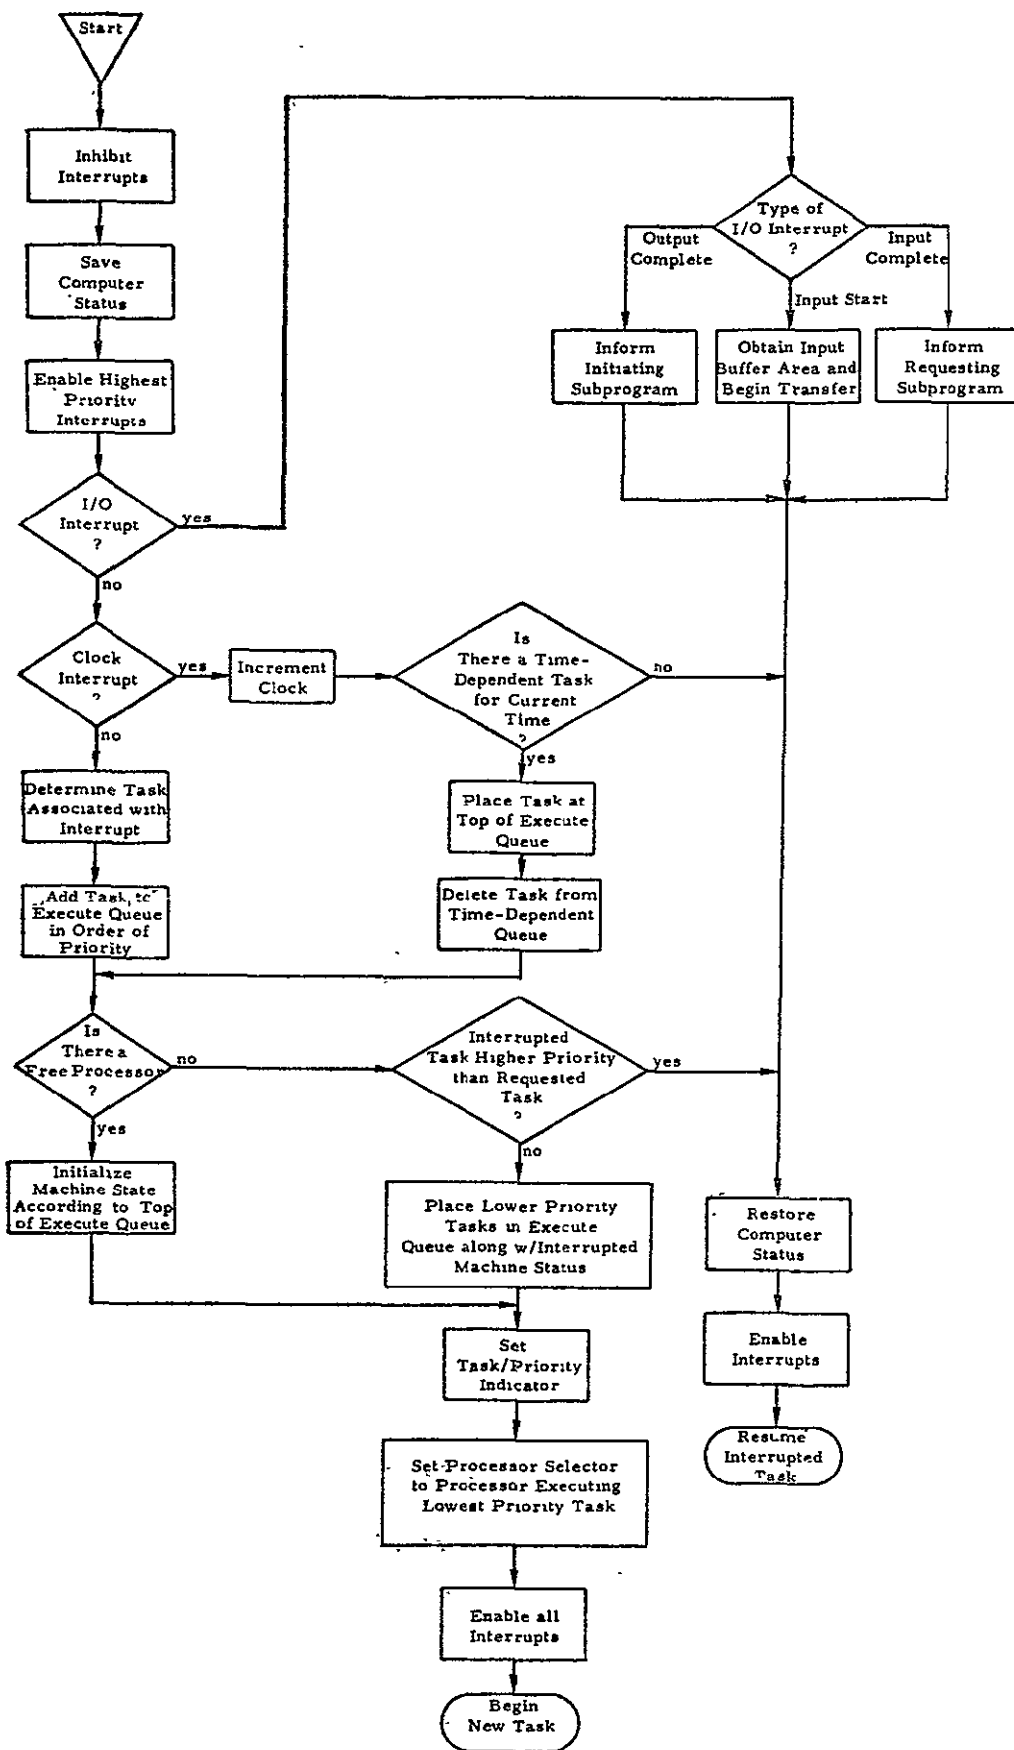 Start
Inhibit
Interrupts
Save
Computer
Status
Enable Highest
Priority
Interrupts
I/O
Interrupt
?
yes
no
Type of
I/O Interrupt
?
Output
Complete
Input
Complete
Input Start
Inform
Initiating
Subprogram
Obtain Input
Buffer Area and
Begin Transfer
Inform
Requesting
Subprogram
Clock
Interrupt
?
yes
no
Increment
Clock
Is
There a Time-
Dependent Task
for Current
Time
?
no
yes
Determine Task
Associated with
Interrupt
Place Task at
Top of Execute
Queue
Add Task to
Execute Queue
in Order of
Priority
Delete Task from
Time-Dependent
Queue
Is
There a
Free Processor
?
no
yes
Interrupted
Task Higher Priority
than Requested
Task
?
yes
no
Initialize
Machine State
According to Top
of Execute Queue
Place Lower Priority
Tasks in Execute
Queue along w/Interrupted
Machine Status
Restore
Computer
Status
Set
Task/Priority
Indicator
Enable
Interrupts
Set Processor Selector
to Processor Executing
Lowest Priority Task
Resume
Interrupted
Task
Enable all
Interrupts
Begin
New Task